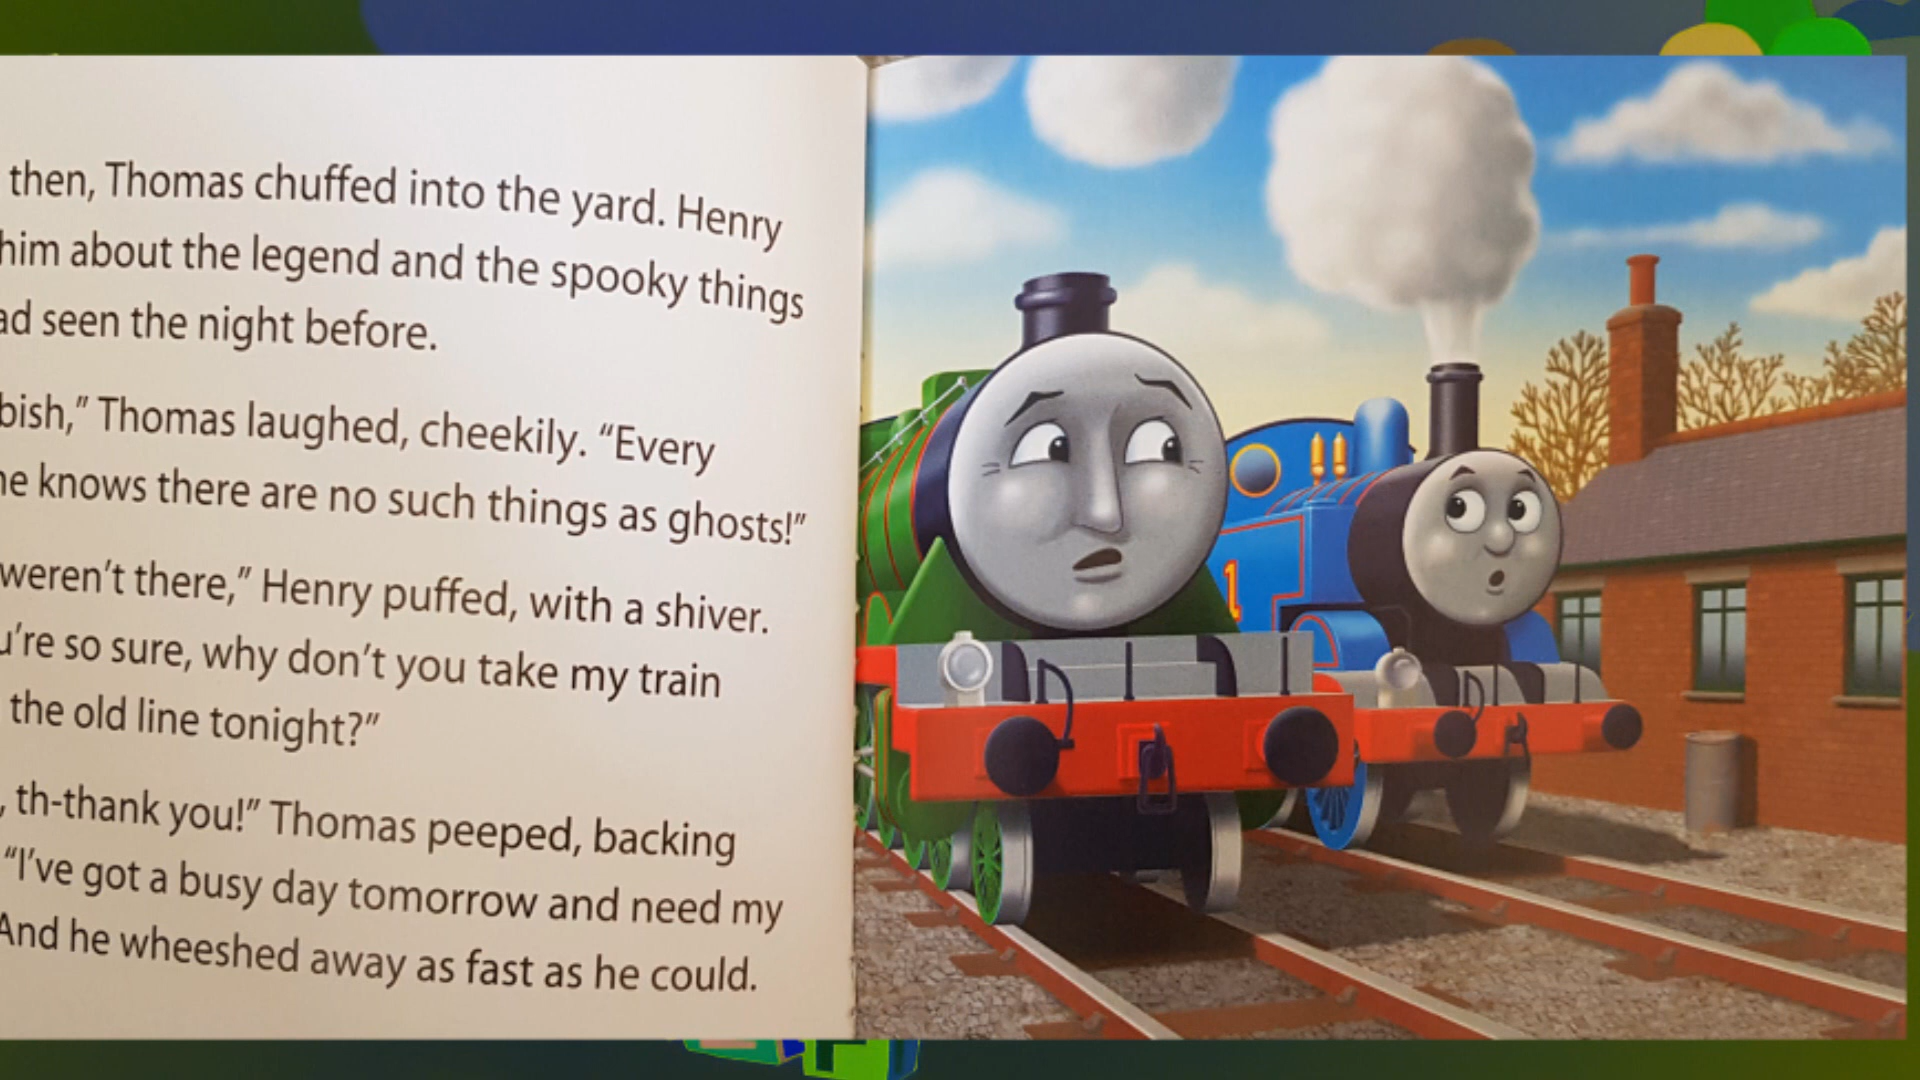 then, Thomas chuffed into the yard. Henry
him about the legend and the spooky things
ad seen the night before.
bish,” Thomas laughed, cheekily. “Every
ne knows there are no such things as ghosts!”
weren’t there,” Henry puffed, with a shiver.
u’re so sure, why don’t you take my train
the old line tonight?”
, th-thank you!” Thomas peeped, backing
“I’ve got a busy day tomorrow and need my
And he wheeshed away as fast as he could.
1